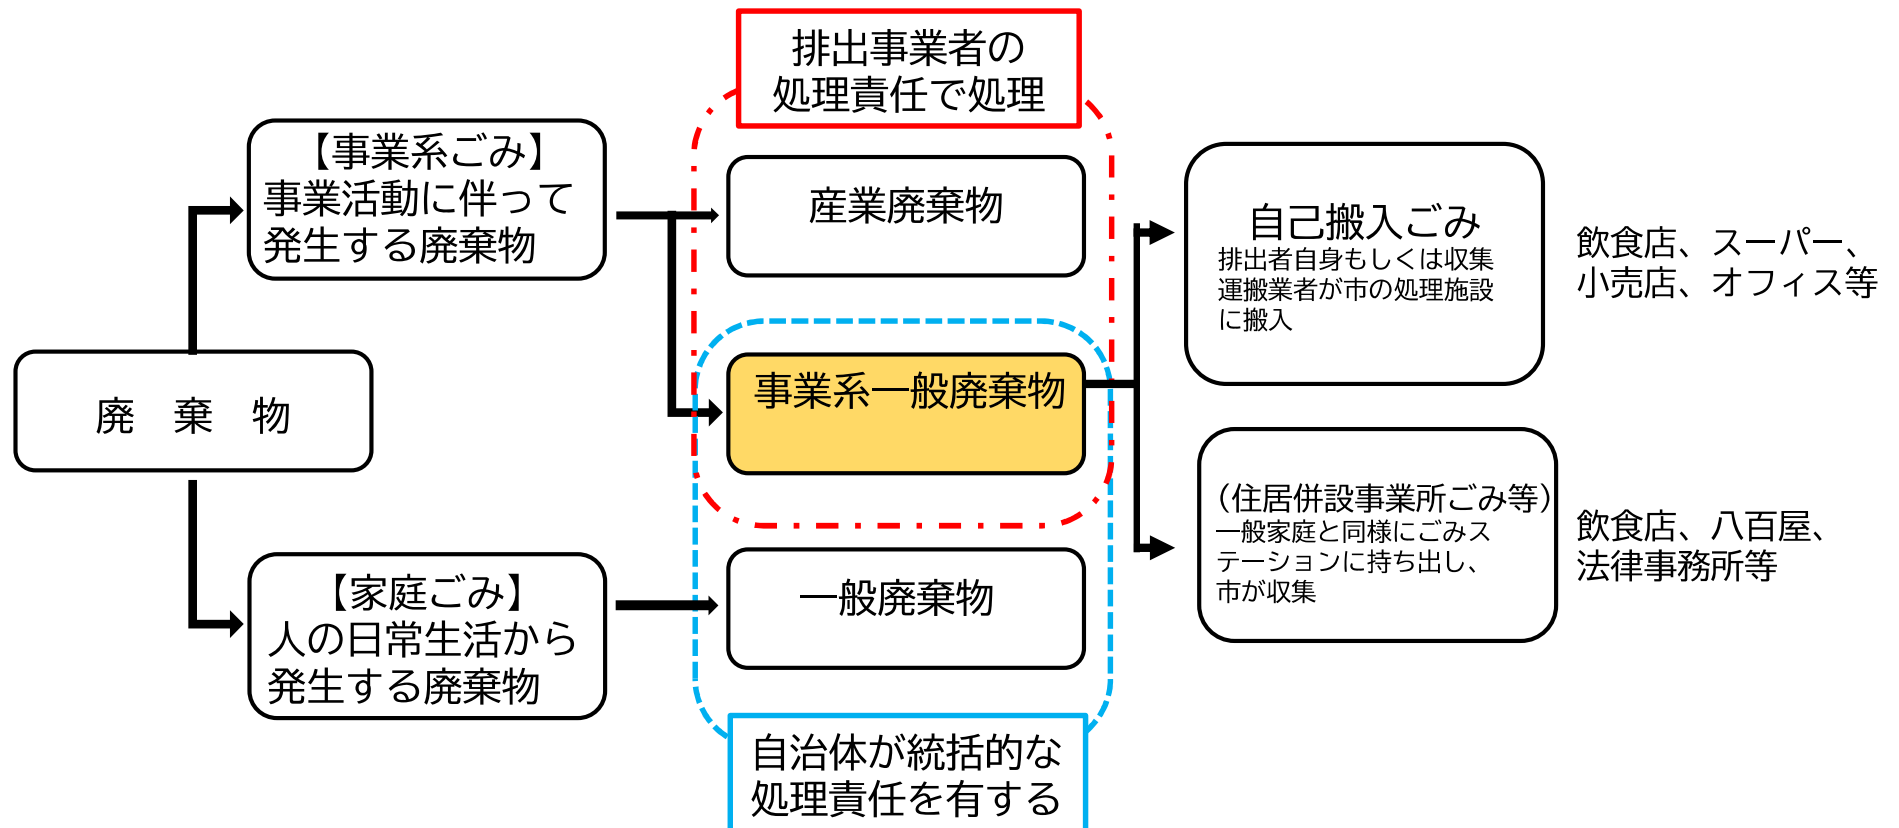 排出事業者の
処理責任で処理
【事業系ごみ】
事業活動に伴って
発生する廃棄物
産業廃棄物
自己搬入ごみ
排出者自身もしくは収集
運搬業者が市の処理施設
に搬入
飲食店、スーパー、
小売店、オフィス等
廃　棄　物
事業系一般廃棄物
（住居併設事業所ごみ等）
一般家庭と同様にごみス
テーションに持ち出し、
市が収集
飲食店、八百屋、
法律事務所等
【家庭ごみ】
人の日常生活から
発生する廃棄物
一般廃棄物
自治体が統括的な
処理責任を有する